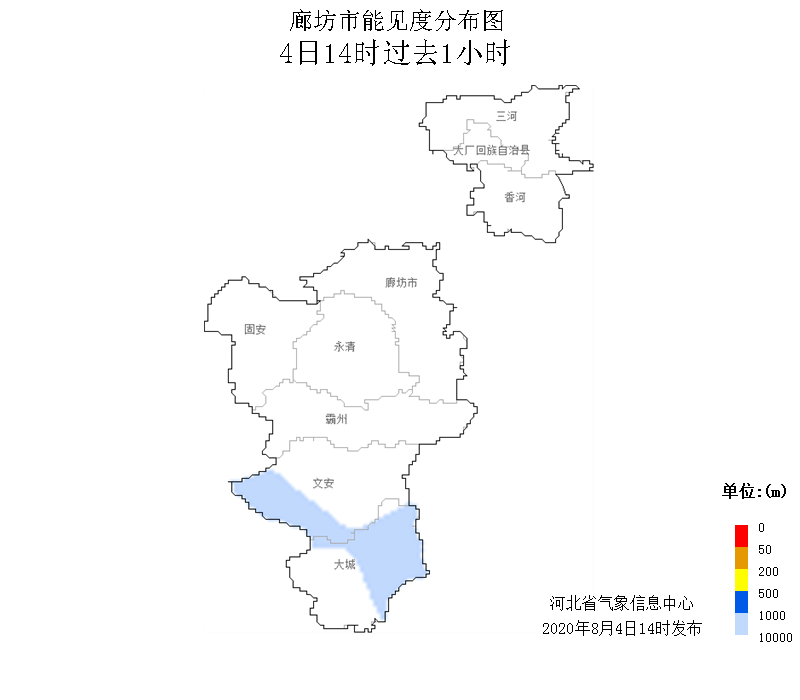 廊坊市能见度分布图
4日14时过去1小时
三河
大厂回族自治县
香河
廊坊市
固安
永清
霸州
文安
大城
单位:(m)
0
50
200
500
1000
10000
河北省气象信息中心
2020年8月4日14时发布